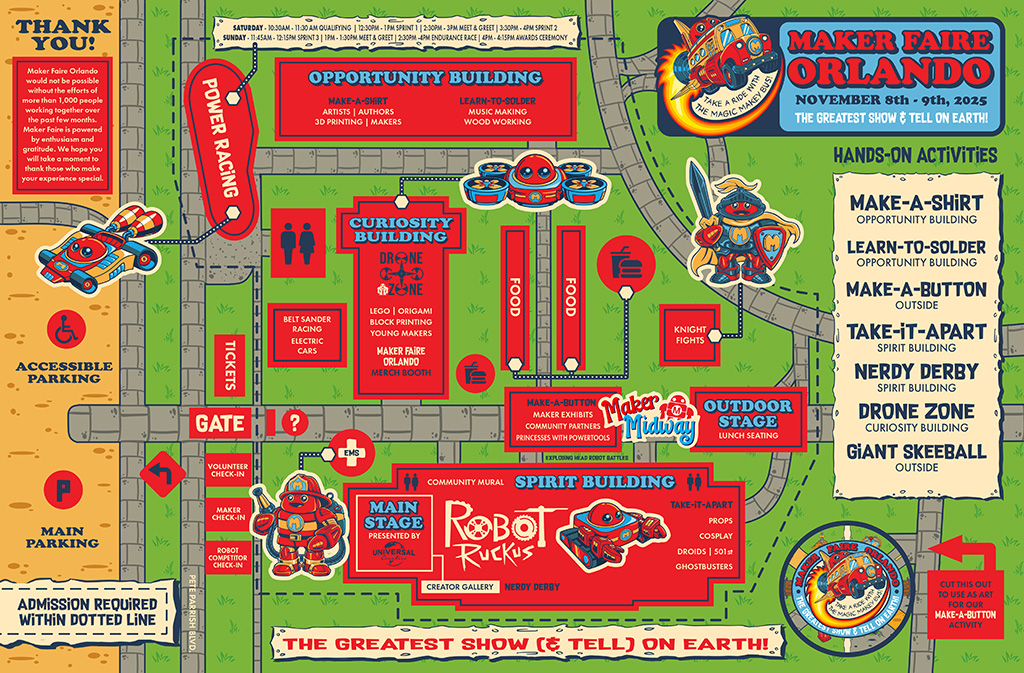 THANK
YOU!
Maker Faire Orlando
would not be possible
without the efforts of
more than 1,000 people
working together over
the past few months.
Maker Faire is powered
by enthusiasm and
gratitude. We hope you
will take a moment to
thank those who make
your experience special.
SATURDAY - 10:30AM - 11:30 AM QUALIFYING | 12:30PM - 1PM SPRINT 1 | 2:30PM - 3PM MEET & GREET | 3:30PM - 4PM SPRINT 2
SUNDAY - 11:45AM - 12:15PM SPRINT 3 | 1PM - 1:30PM MEET & GREET | 2:30PM - 4PM ENDURANCE RACE | 4PM - 4:15PM AWARDS CEREMONY
POWER RACING
OPPORTUNITY BUILDING
MAKE-A-SHIRT
ARTISTS | AUTHORS
3D PRINTING | MAKERS
LEARN-TO-SOLDER
MUSIC MAKING
WOOD WORKING
TAKE A RIDE WITH
THE MAGIC MAKEY BUS!
MAKER FAIRE
ORLANDO
NOVEMBER 8th - 9th, 2025
THE GREATEST SHOW & TELL ON EARTH!
HANDS-ON ACTIVITIES
MAKE-A-SHIRT
OPPORTUNITY BUILDING
LEARN-TO-SOLDER
OPPORTUNITY BUILDING
MAKE-A-BUTTON
OUTSIDE
TAKE-IT-APART
SPIRIT BUILDING
NERDY DERBY
SPIRIT BUILDING
DRONE ZONE
CURIOSITY BUILDING
GIANT SKEEBALL
OUTSIDE
CURIOSITY
BUILDING
DRONE
ZONE
LEGO | ORIGAMI
BLOCK PRINTING
YOUNG MAKERS
MAKER FAIRE
ORLANDO
MERCH BOOTH
BELT SANDER
RACING
ELECTRIC
CARS
FOOD
FOOD
KNIGHT
FIGHTS
M
TICKETS
GATE
?
ACCESSIBLE
PARKING
P
MAIN
PARKING
VOLUNTEER
CHECK-IN
MAKER
CHECK-IN
ROBOT
COMPETITOR
CHECK-IN
PETE PARRISH BLVD.
EMS
M
MAKE-A-BUTTON
MAKER EXHIBITS
COMMUNITY PARTNERS
PRINCESSES WITH POWERTOOLS
Maker
Midway
M
OUTDOOR
STAGE
LUNCH SEATING
EXPLODING HEAD ROBOT BATTLES
COMMUNITY MURAL
SPIRIT BUILDING
MAIN
STAGE
PRESENTED BY
UNIVERSAL
ROBOT
RUCKUS
TAKE-IT-APART
PROPS
COSPLAY
DROIDS | 501st
GHOSTBUSTERS
CREATOR GALLERY
NERDY DERBY
ADMISSION REQUIRED
WITHIN DOTTED LINE
THE GREATEST SHOW (& TELL) ON EARTH!
MAKER FAIRE ORLANDO
TAKE A RIDE WITH
THE MAGIC MAKEY BUS!
THE GREATEST SHOW & TELL ON EARTH!
CUT THIS OUT
TO USE AS ART
FOR OUR
MAKE-A-BUTTON
ACTIVITY